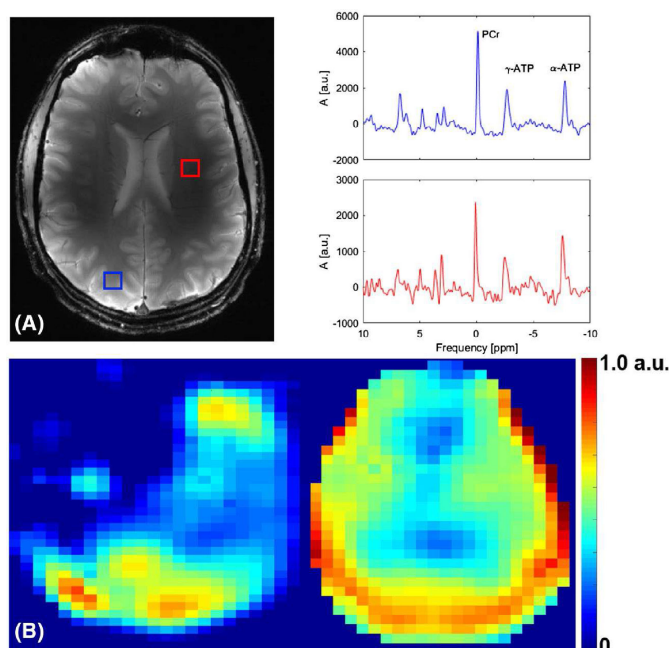 6000
4000
2000
0
-2000
A [a.u.]
PCr
γ-ATP
α-ATP
3000
2000
1000
0
-1000
A [a.u.]
10 5 0 -5 -10
Frequency [ppm]
(A)
1.0 a.u.
0
(B)